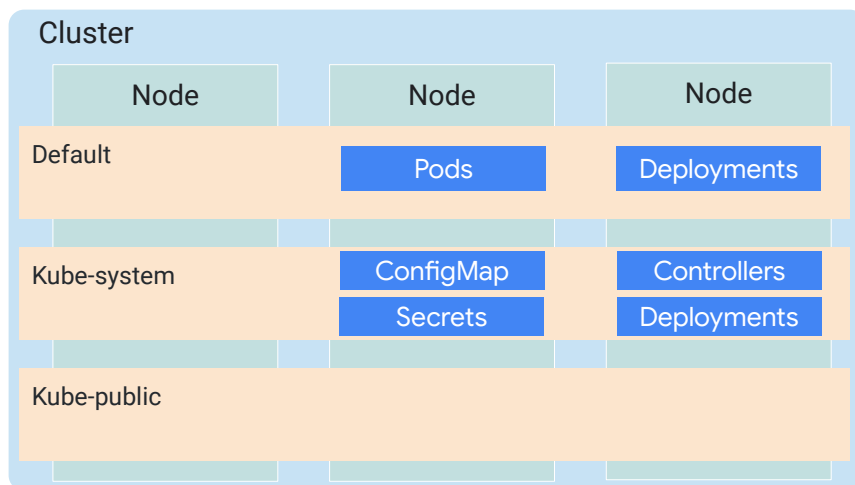 Cluster
Node
Node
Node
Default
Pods
Deployments
Kube-system
ConfigMap
Controllers
Secrets
Deployments
Kube-public